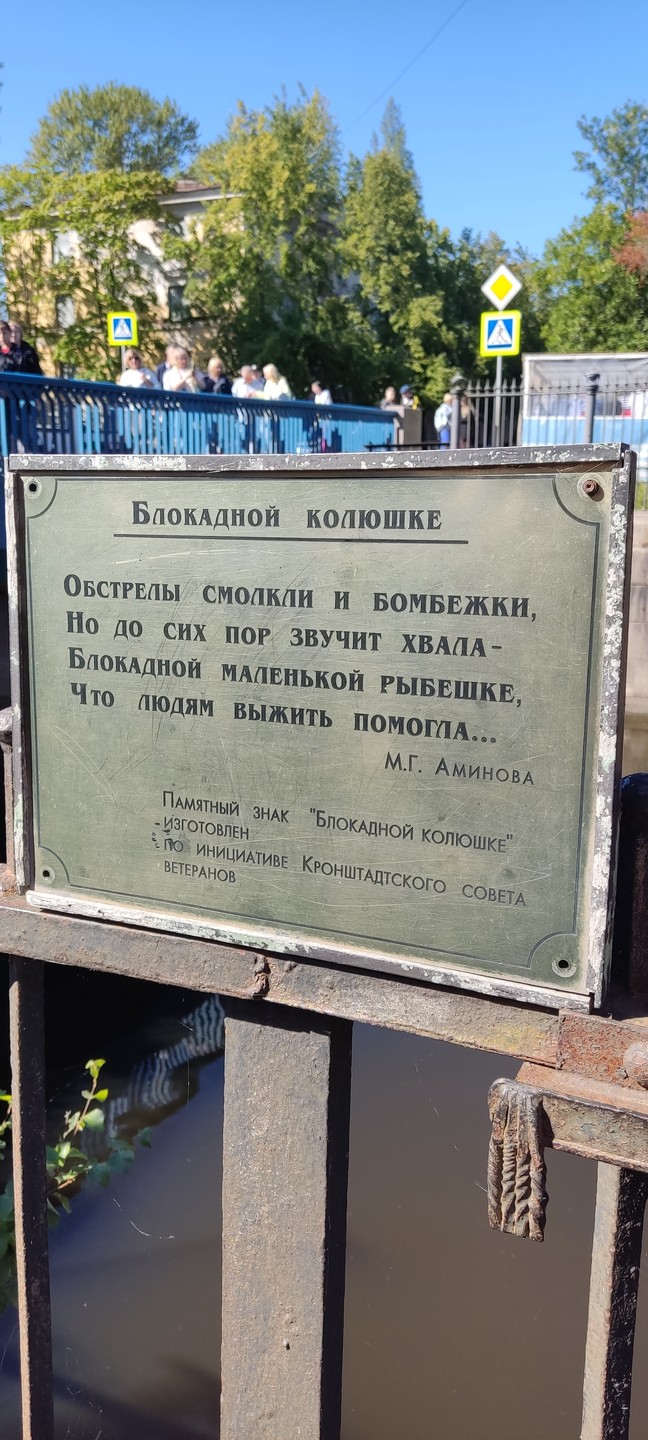 Блокадной колюшке
Обстрелы смолкли и бомбежки,
Но до сих пор звучит хвала-
Блокадной маленькой рыбешке,
Что людям выжить помогла...
М.Г. Аминова
Памятный знак "Блокадной колюшке"
-изготовлен
по инициативе Кронштадтского совета
ветеранов